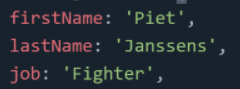 firstName: 'Piet',
lastName: 'Janssens',
job: 'Fighter',